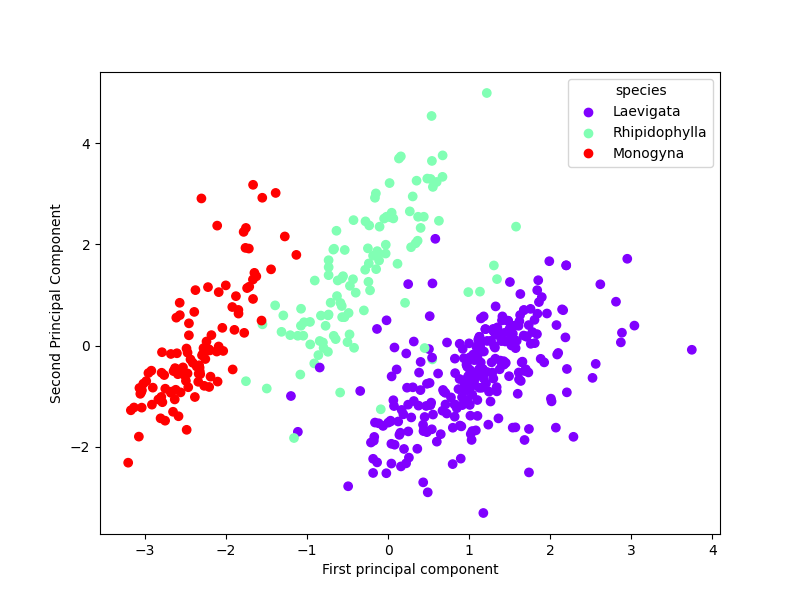 species
Laevigata
Rhipidophylla
Monogyna
4
2
0
−2
Second Principal Component
−3
−2
−1
0
1
2
3
4
First principal component